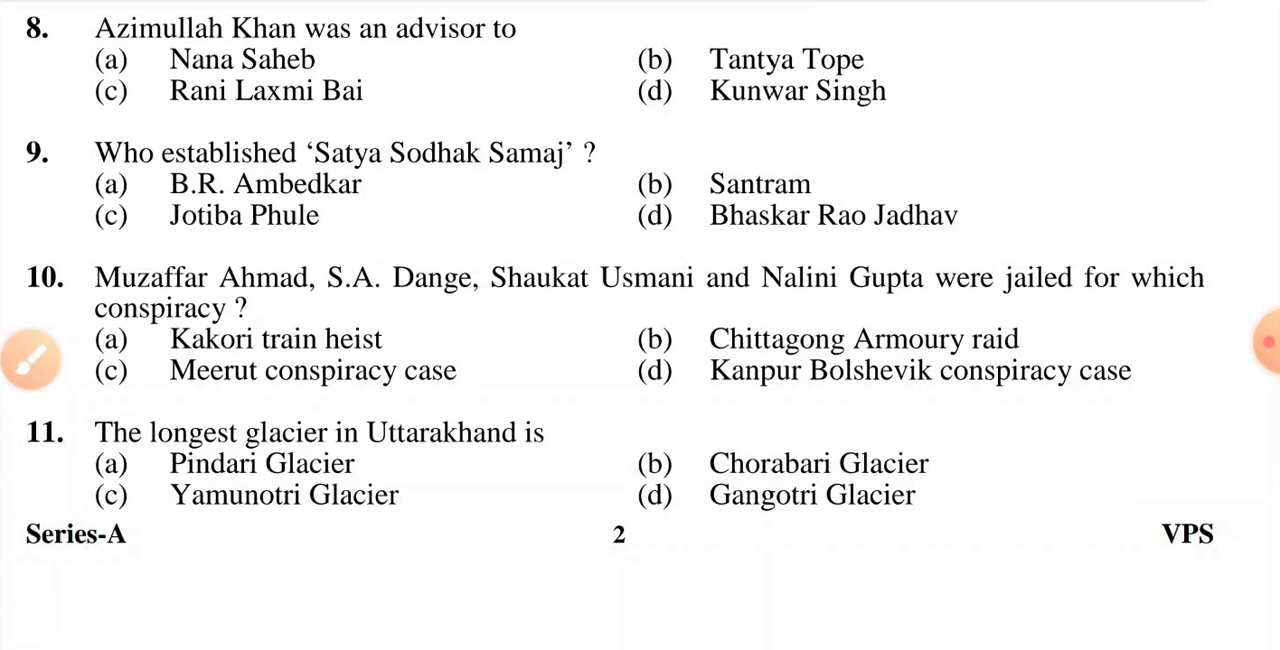 8. Azimullah Khan was an advisor to
(a) Nana Saheb (b) Tantya Tope
(c) Rani Laxmi Bai (d) Kunwar Singh
9. Who established ‘Satya Sodhak Samaj’ ?
(a) B.R. Ambedkar (b) Santram
(c) Jotiba Phule (d) Bhaskar Rao Jadhav
10. Muzaffar Ahmad, S.A. Dange, Shaukat Usmani and Nalini Gupta were jailed for which
conspiracy ?
(a) Kakori train heist (b) Chittagong Armoury raid
(c) Meerut conspiracy case (d) Kanpur Bolshevik conspiracy case
11. The longest glacier in Uttarakhand is
(a) Pindari Glacier (b) Chorabari Glacier
(c) Yamunotri Glacier (d) Gangotri Glacier
Series-A 2 VPS